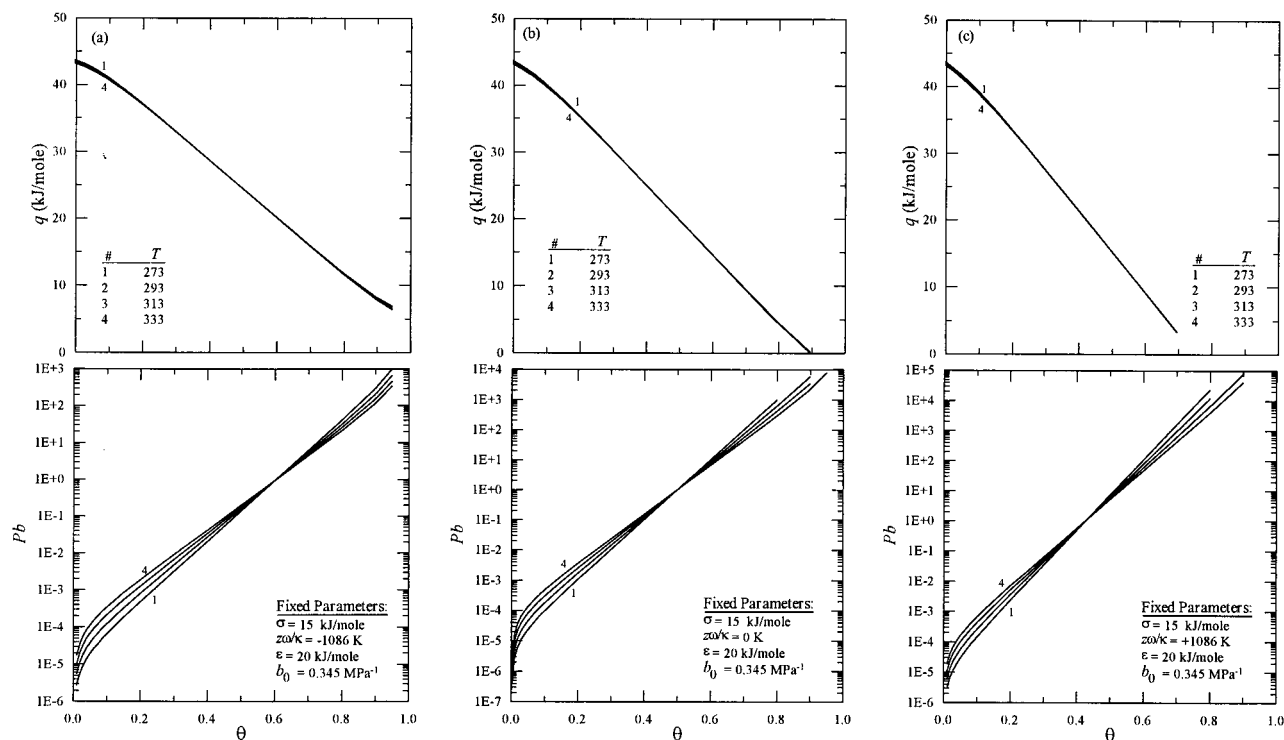 50
40
30
20
10
0
q (kJ/mole)
(a)
1
4
# T
1 273
2 293
3 313
4 333
50
40
30
20
10
0
q (kJ/mole)
(b)
1
4
# T
1 273
2 293
3 313
4 333
50
40
30
20
10
0
q (kJ/mole)
(c)
1
4
# T
1 273
2 293
3 313
4 333
1E+3
1E+2
1E+1
1E+0
1E-1
1E-2
1E-3
1E-4
1E-5
1E-6
Pb
4
1
Fixed Parameters:
σ = 15 kJ/mole
zω/κ = -1086 K
ε = 20 kJ/mole
b₀ = 0.345 MPa⁻¹
0.0 0.2 0.4 0.6 0.8 1.0
θ
1E+4
1E+3
1E+2
1E+1
1E+0
1E-1
1E-2
1E-3
1E-4
1E-5
1E-6
1E-7
Pb
4
1
Fixed Parameters:
σ = 15 kJ/mole
zω/κ = 0 K
ε = 20 kJ/mole
b₀ = 0.345 MPa⁻¹
0.0 0.2 0.4 0.6 0.8 1.0
θ
1E+5
1E+4
1E+3
1E+2
1E+1
1E+0
1E-1
1E-2
1E-3
1E-4
1E-5
1E-6
Pb
4
1
Fixed Parameters:
σ = 15 kJ/mole
zω/κ = +1086 K
ε = 20 kJ/mole
b₀ = 0.345 MPa⁻¹
0.0 0.2 0.4 0.6 0.8 1.0
θ